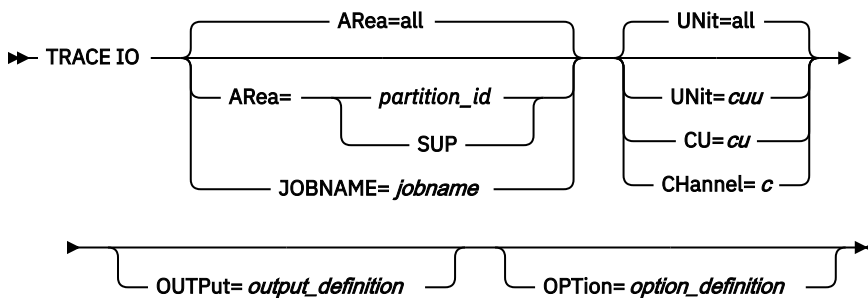 ARea=all UNit=all
TRACE IO
ARea= partition_id UNit= cuu
SUP CU= cu
JOBNAME= jobname CHannel= c
OUTPut= output_definition OPTion= option_definition